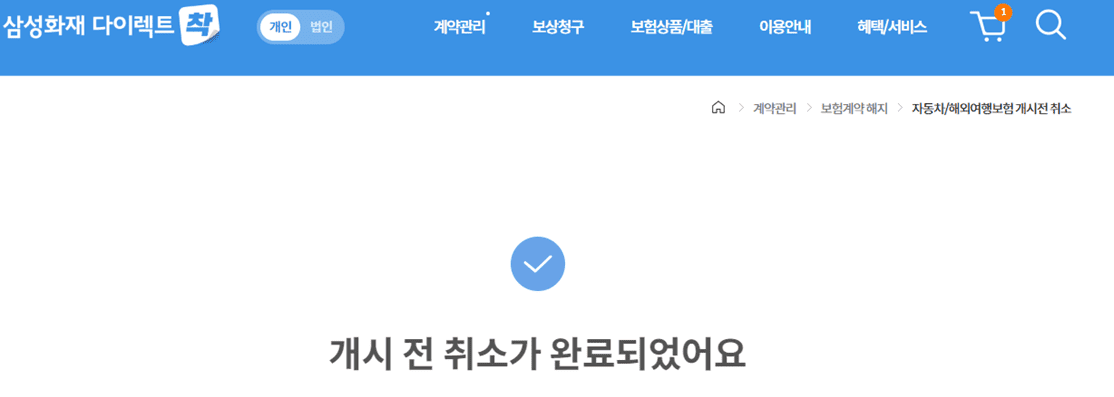 삼성화재 다이렉트 착 개인 법인 계약관리 보상청구 보험상품/대출 이용안내 혜택/서비스 1
계약관리 > 보험계약 해지 > 자동차/해외여행보험 개시전 취소
개시 전 취소가 완료되었어요